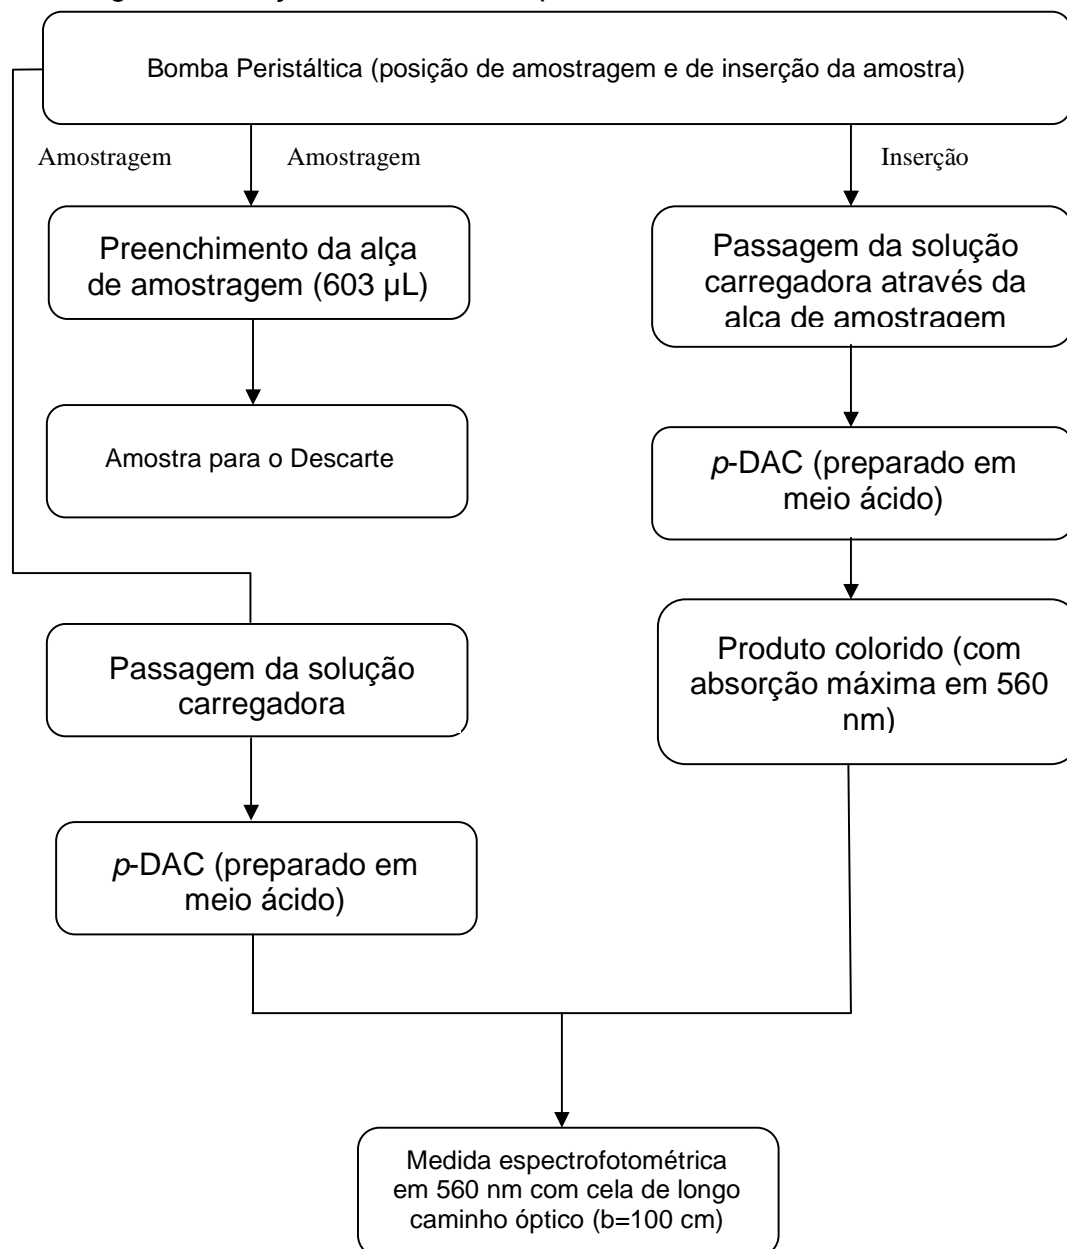 Bomba Peristáltica (posição de amostragem e de inserção da amostra)
Amostragem
Amostragem
Inserção
Preenchimento da alça
de amostragem (603 µL)
Passagem da solução
carregadora através da
alça de amostragem
Amostra para o Descarte
p-DAC (preparado em
meio ácido)
Passagem da solução
carregadora
Produto colorido (com
absorção máxima em 560
nm)
p-DAC (preparado em
meio ácido)
Medida espectrofotométrica
em 560 nm com cela de longo
caminho óptico (b=100 cm)